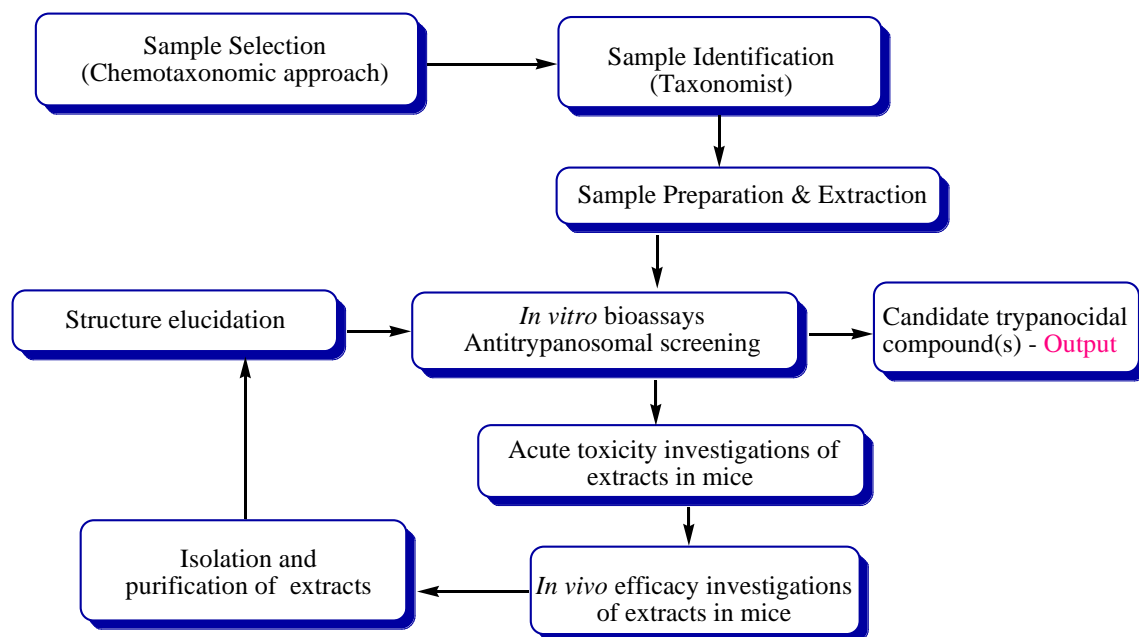 Sample Selection
(Chemotaxonomic approach)
Sample Identification
(Taxonomist)
Sample Preparation & Extraction
Structure elucidation
In vitro bioassays
Antitrypanosomal screening
Candidate trypanocidal
compound(s) - Output
Acute toxicity investigations of
extracts in mice
Isolation and
purification of extracts
In vivo efficacy investigations
of extracts in mice